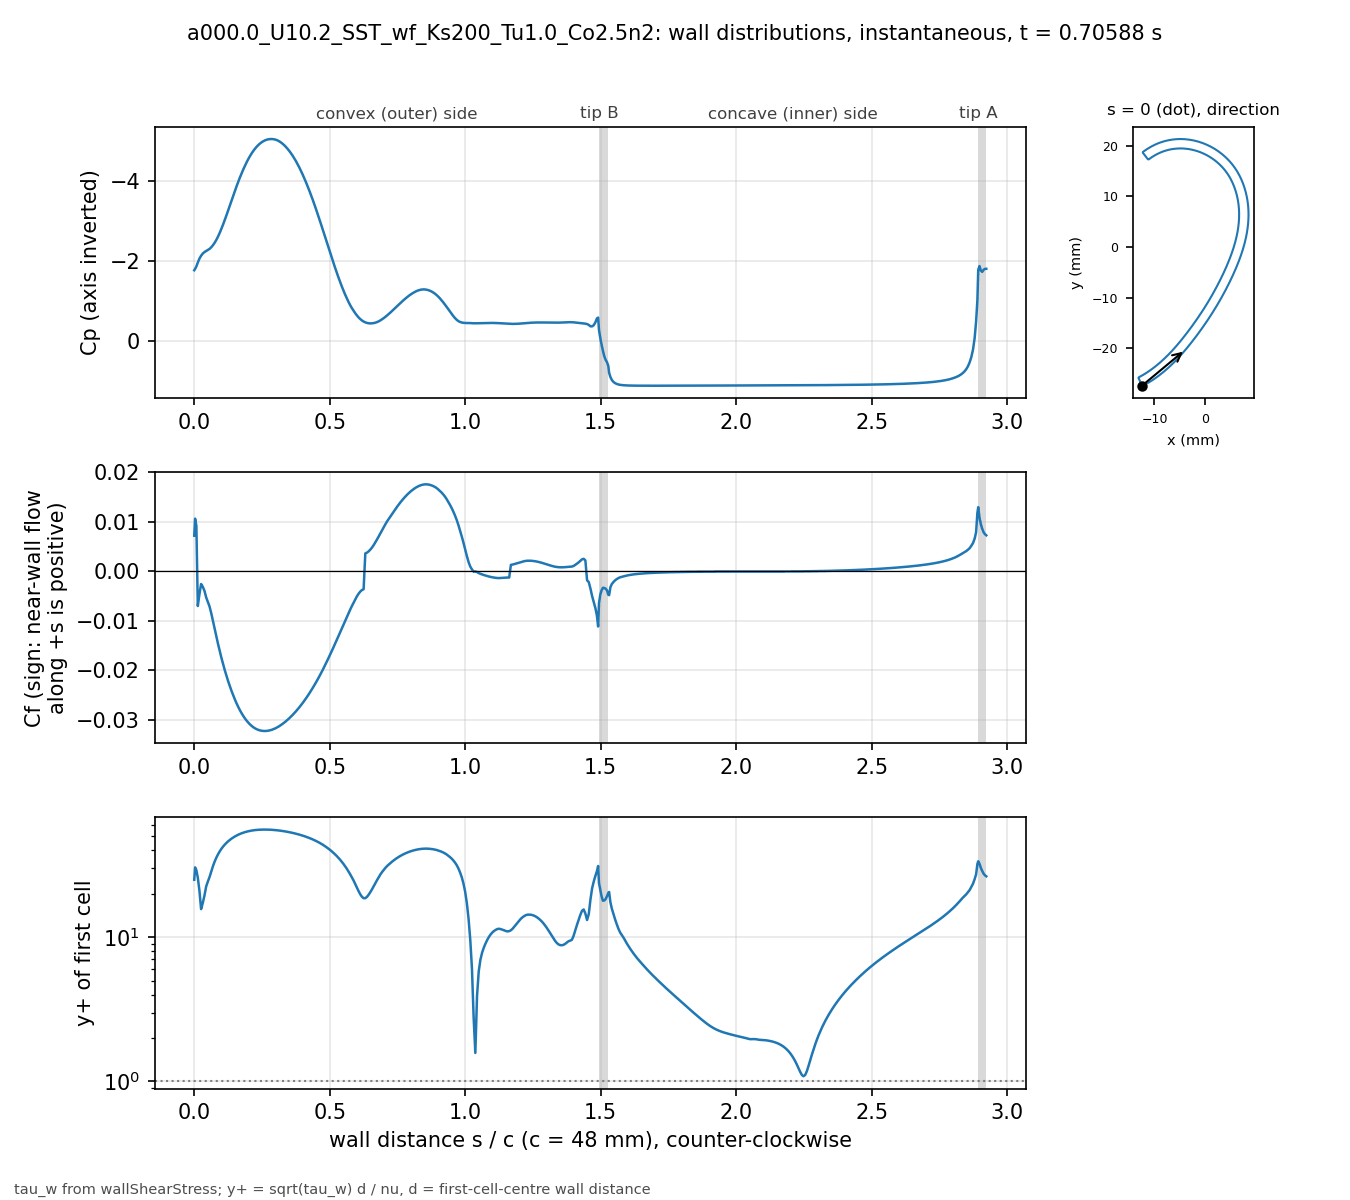 a000.0_U10.2_SST_wf_Ks200_Tu1.0_Co2.5n2: wall distributions, instantaneous, t = 0.70588 s
convex (outer) side
tip B
concave (inner) side
tip A
s = 0 (dot), direction
Cp (axis inverted)
−4
−2
0
0.0 0.5 1.0 1.5 2.0 2.5 3.0
y (mm)
20
10
0
−10
−20
−10 0
x (mm)
Cf (sign: near-wall flow
along +s is positive)
0.02
0.01
0.00
−0.01
−0.02
−0.03
0.0 0.5 1.0 1.5 2.0 2.5 3.0
y+ of first cell
10¹
10⁰
0.0 0.5 1.0 1.5 2.0 2.5 3.0
wall distance s / c (c = 48 mm), counter-clockwise
tau_w from wallShearStress; y+ = sqrt(tau_w) d / nu, d = first-cell-centre wall distance